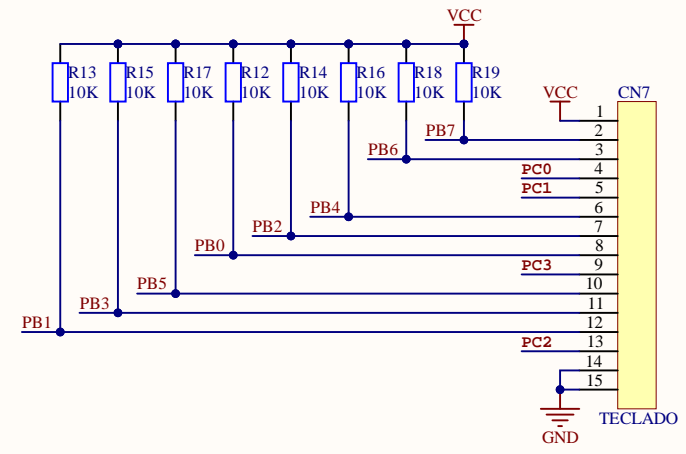 VCC
R13 R15 R17 R12 R14 R16 R18 R19
10K 10K 10K 10K 10K 10K 10K 10K
VCC CN7
1
PB7 2
PB6 3
PC0 4
PC1 5
PB4 6
PB2 7
PB0 8
PC3 9
PB5 10
PB3 11
PB1 12
PC2 13
14
15
TECLADO
GND